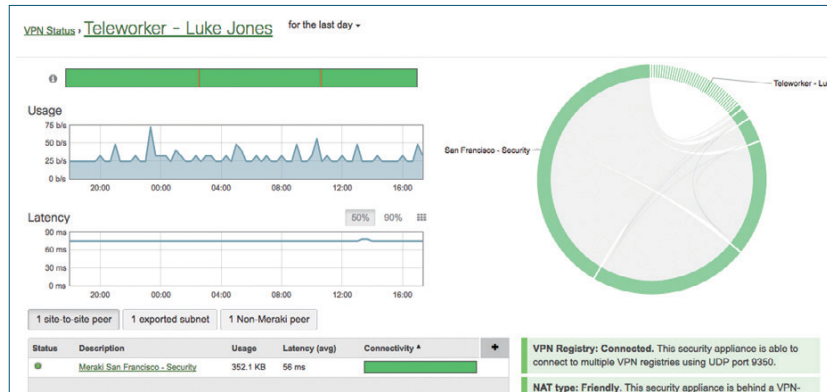 VPN Status › Teleworker - Luke Jones for the last day
Usage
75 b/s
50 b/s
25 b/s
0 b/s
20:00 00:00 04:00 08:00 12:00 16:00
Latency
50% 90%
90 ms
60 ms
30 ms
0 ms
20:00 00:00 04:00 08:00 12:00 16:00
1 site-to-site peer 1 exported subnet 1 Non-Meraki peer
Status Description Usage Latency (avg) Connectivity
Meraki San Francisco - Security 352.1 KB 56 ms
Teleworker - Lu
San Francisco - Security
VPN Registry: Connected. This security appliance is able to
connect to multiple VPN registries using UDP port 9350.
NAT type: Friendly. This security appliance is behind a VPN-